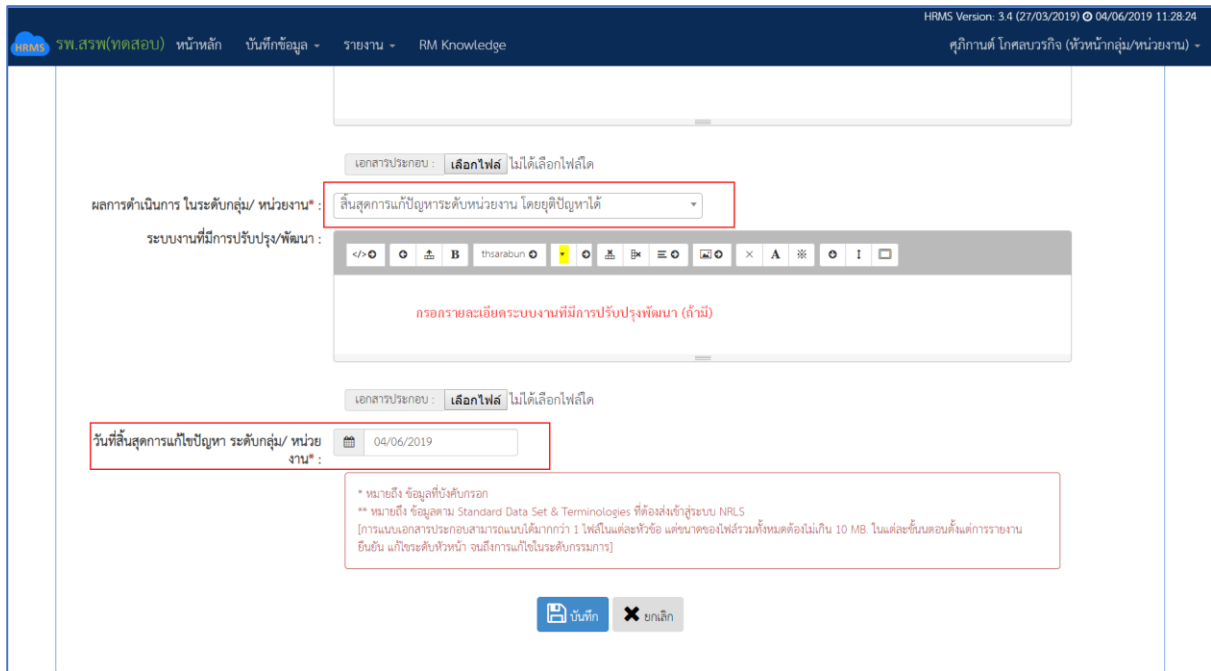 HRMS Version: 3.4 (27/03/2019) 04/06/2019 11:28:24
HRMS รพ.สรพ(ทดสอบ) หน้าหลัก บันทึกข้อมูล รายงาน RM Knowledge ศุภิกานต์ โกศลบวรกิจ (หัวหน้ากลุ่ม/หน่วยงาน)
เอกสารประกอบ : เลือกไฟล์ ไม่ได้เลือกไฟล์ใด
ผลการดำเนินการ ในระดับกลุ่ม/ หน่วยงาน* : สิ้นสุดการแก้ปัญหาระดับหน่วยงาน โดยยุติปัญหาได้
ระบบงานที่มีการปรับปรุง/พัฒนา :
</> B thsarabun A I
กรอกรายละเอียดระบบงานที่มีการปรับปรุงพัฒนา (ถ้ามี)
เอกสารประกอบ : เลือกไฟล์ ไม่ได้เลือกไฟล์ใด
วันที่สิ้นสุดการแก้ไขปัญหา ระดับกลุ่ม/ หน่วย 04/06/2019
งาน* :
* หมายถึง ข้อมูลที่บังคับกรอก
** หมายถึง ข้อมูลตาม Standard Data Set & Terminologies ที่ต้องส่งเข้าสู่ระบบ NRLS
[การแนบเอกสารประกอบสามารถแนบได้มากกว่า 1 ไฟล์ในแต่ละหัวข้อ แต่ขนาดของไฟล์รวมทั้งหมดต้องไม่เกิน 10 MB. ในแต่ละขั้นนตอนตั้งแต่การรายงาน
ยืนยัน แก้ไขระดับหัวหน้า จนถึงการแก้ไขในระดับกรรมการ]
บันทึก ยกเลิก